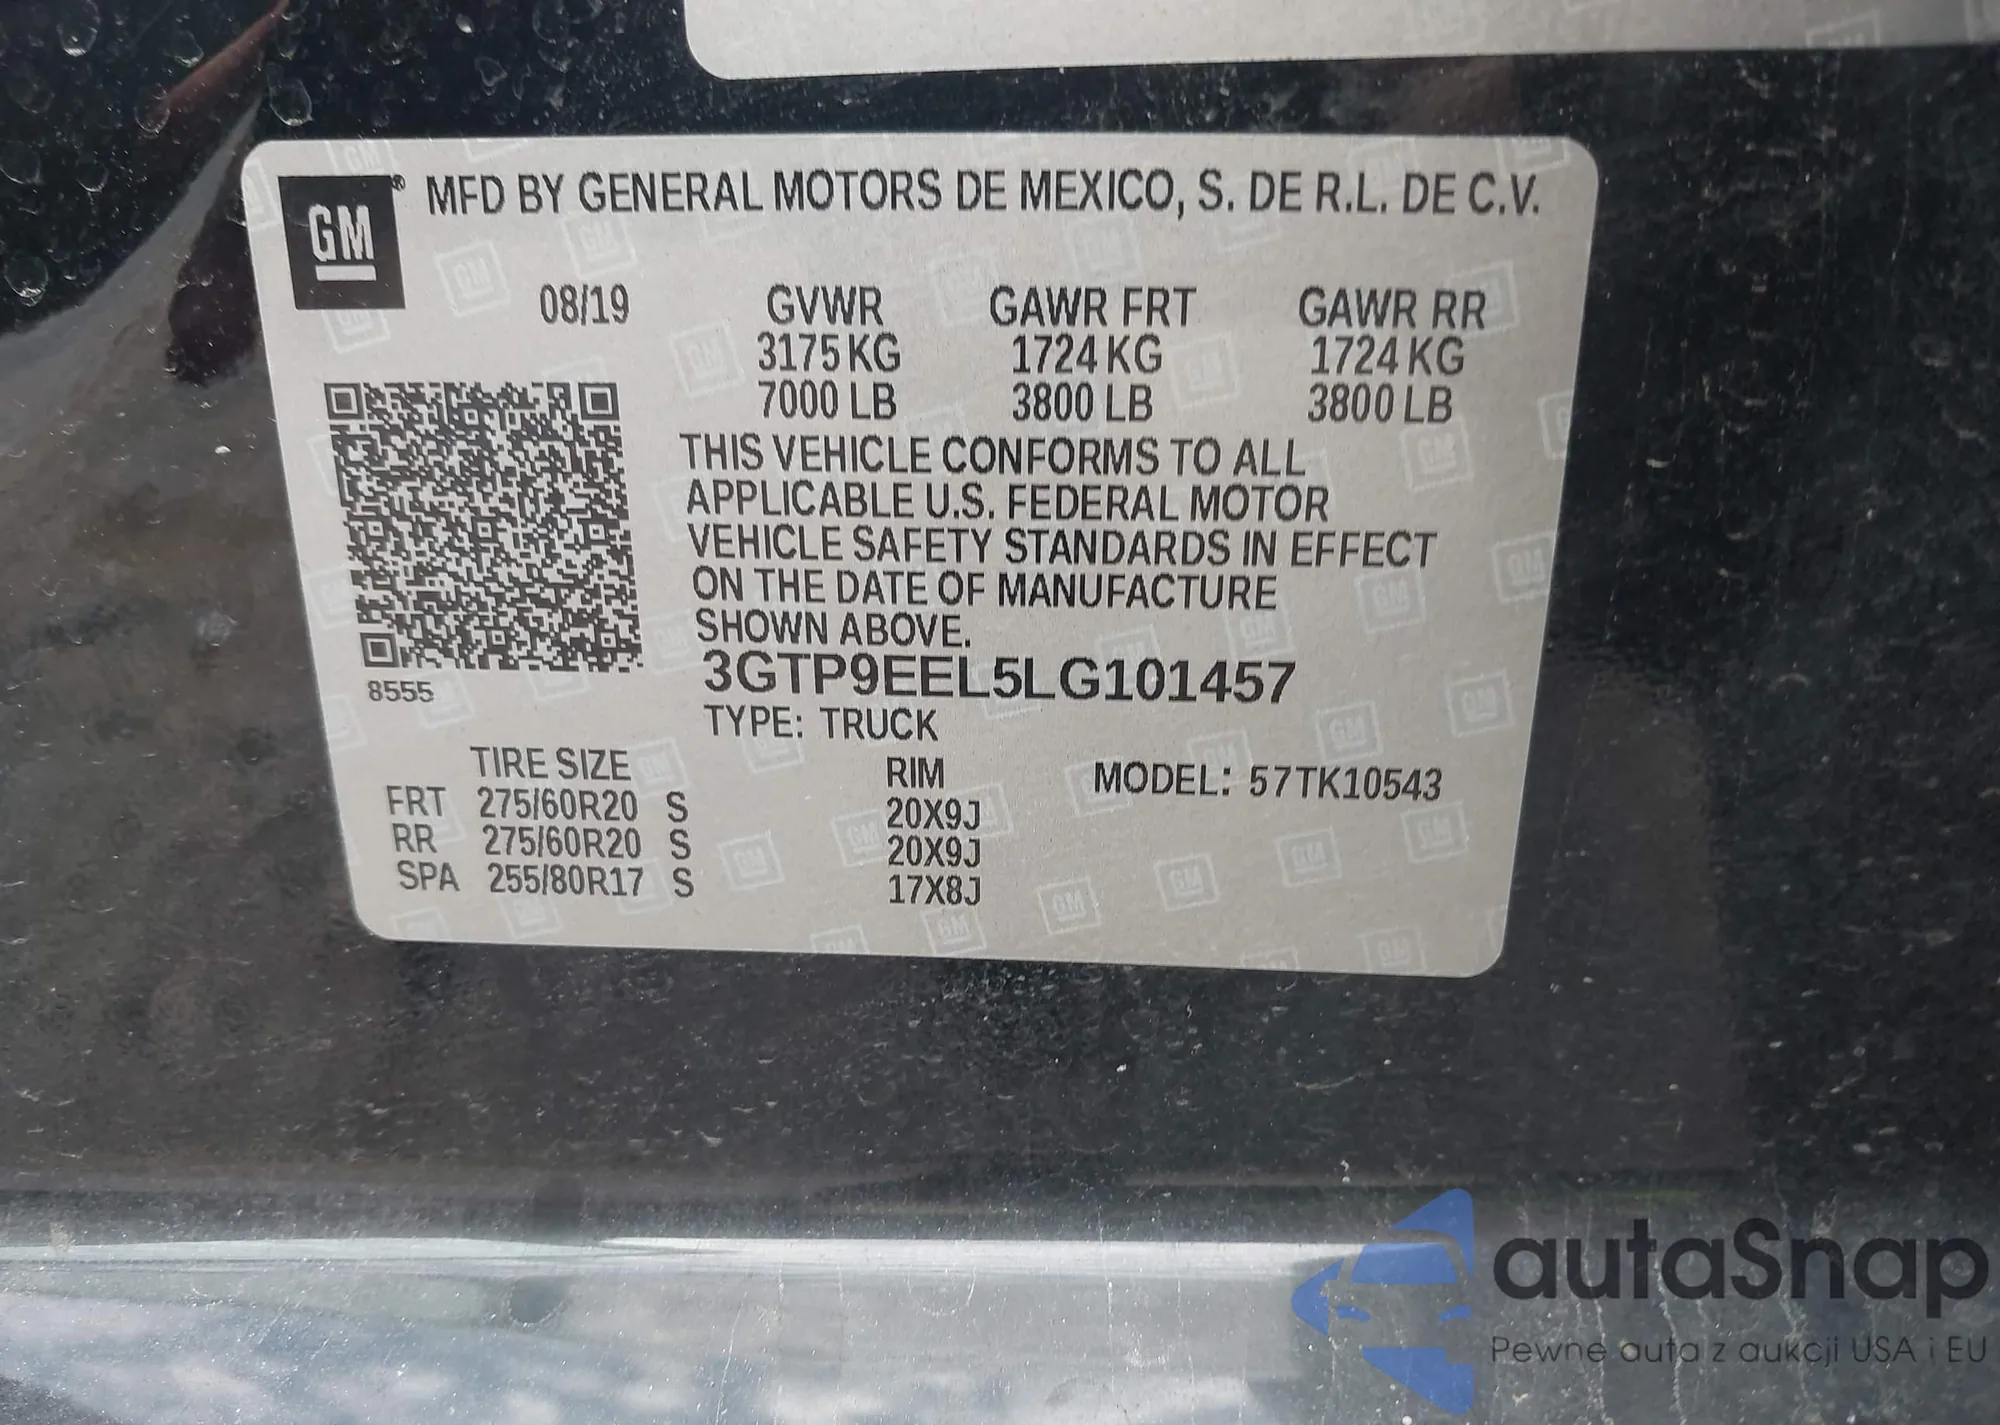 GM ® MFD BY GENERAL MOTORS DE MEXICO, S. DE R.L. DE C.V.
08/19 GVWR GAWR FRT GAWR RR
3175 KG 1724 KG 1724 KG
7000 LB 3800 LB 3800 LB
THIS VEHICLE CONFORMS TO ALL
APPLICABLE U.S. FEDERAL MOTOR
VEHICLE SAFETY STANDARDS IN EFFECT
ON THE DATE OF MANUFACTURE
SHOWN ABOVE.
3GTP9EEL5LG101457
8555
TYPE: TRUCK
TIRE SIZE RIM MODEL: 57TK10543
FRT 275/60R20 S 20X9J
RR 275/60R20 S 20X9J
SPA 255/80R17 S 17X8J
autaSnap
Pewne auta z aukcji USA i EU